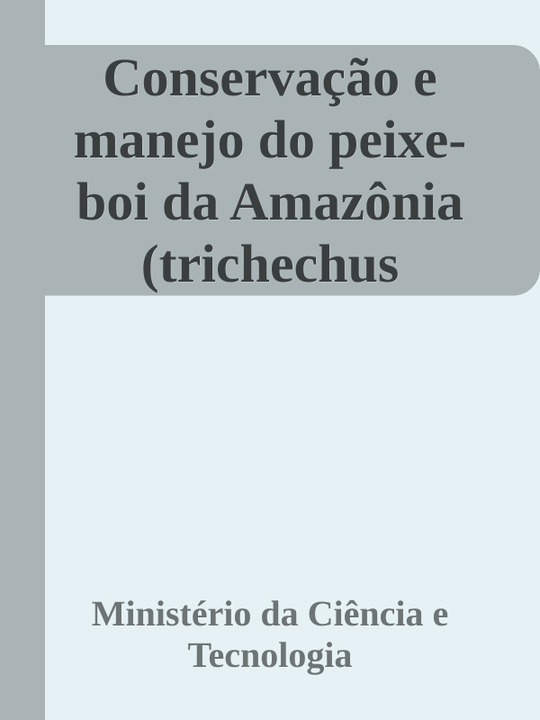 Conservação e
manejo do peixe-
boi da Amazônia
(trichechus
Ministério da Ciência e
Tecnologia